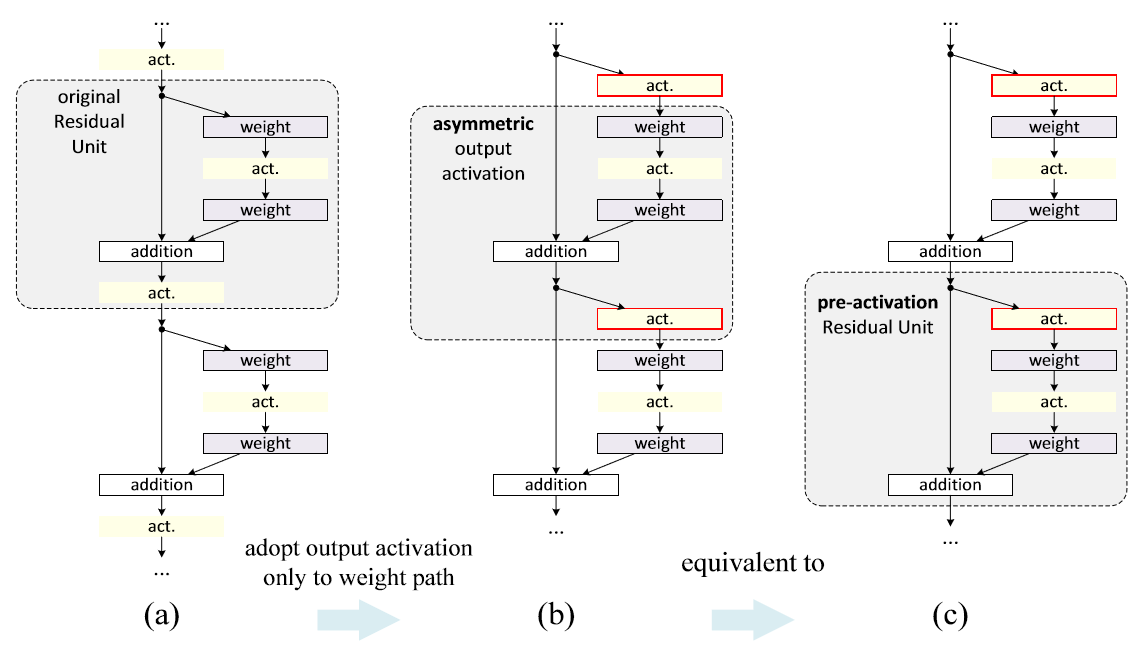 ...
act.
original
Residual
Unit
weight
act.
weight
addition
act.
weight
act.
weight
addition
act.
...
(a)
adopt output activation
only to weight path
...
act.
asymmetric
output
activation
weight
act.
weight
addition
act.
weight
act.
weight
addition
...
(b)
equivalent to
...
act.
weight
act.
weight
addition
pre-activation
Residual Unit
act.
weight
act.
weight
addition
...
(c)